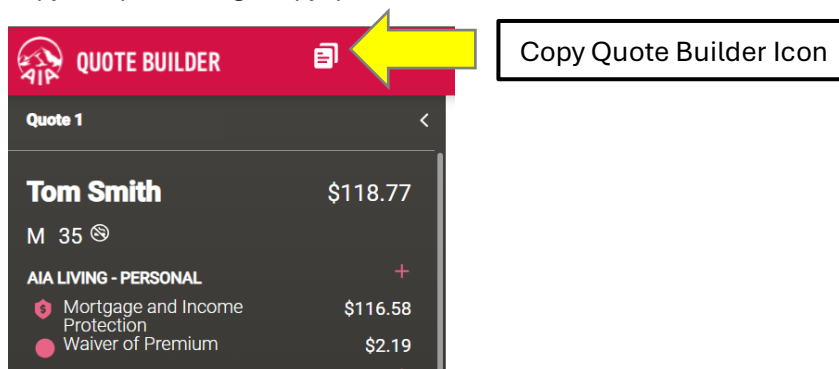 AIA QUOTE BUILDER
Copy Quote Builder Icon
Quote 1
Tom Smith $118.77
M 35
AIA LIVING - PERSONAL +
Mortgage and Income Protection $116.58
Waiver of Premium $2.19